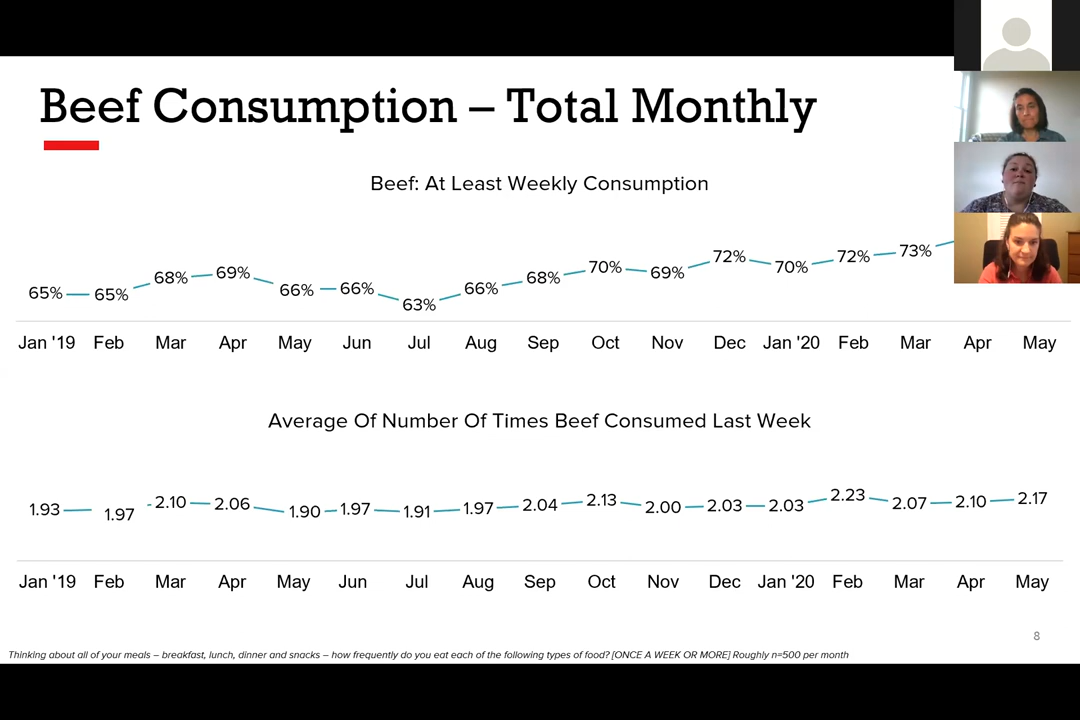 Beef Consumption – Total Monthly
Beef: At Least Weekly Consumption
65% 65% 68% 69% 66% 66% 63% 66% 68% 70% 69% 72% 70% 72% 73%
Jan '19 Feb Mar Apr May Jun Jul Aug Sep Oct Nov Dec Jan '20 Feb Mar Apr May
Average Of Number Of Times Beef Consumed Last Week
1.93 1.97 2.10 2.06 1.90 1.97 1.91 1.97 2.04 2.13 2.00 2.03 2.03 2.23 2.07 2.10 2.17
Jan '19 Feb Mar Apr May Jun Jul Aug Sep Oct Nov Dec Jan '20 Feb Mar Apr May
8
Thinking about all of your meals – breakfast, lunch, dinner and snacks – how frequently do you eat each of the following types of food? [ONCE A WEEK OR MORE] Roughly n=500 per month